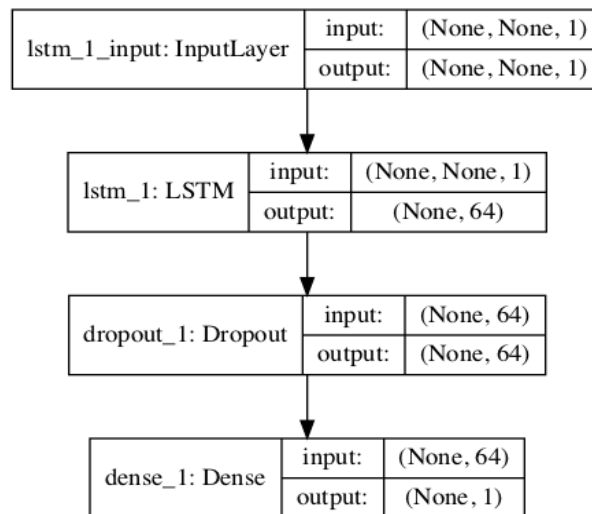 lstm_1_input: InputLayer
input: (None, None, 1)
output: (None, None, 1)
lstm_1: LSTM
input: (None, None, 1)
output: (None, 64)
dropout_1: Dropout
input: (None, 64)
output: (None, 64)
dense_1: Dense
input: (None, 64)
output: (None, 1)